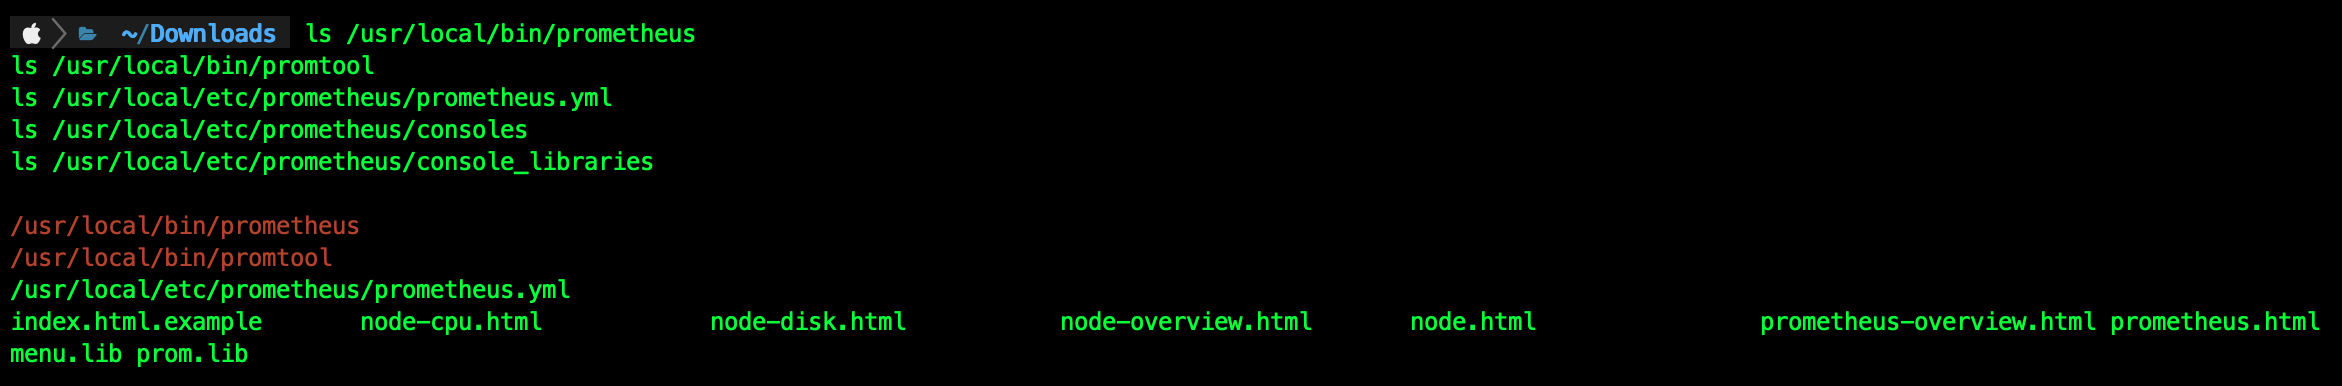 ~/Downloads ls /usr/local/bin/prometheus
ls /usr/local/bin/promtool
ls /usr/local/etc/prometheus/prometheus.yml
ls /usr/local/etc/prometheus/consoles
ls /usr/local/etc/prometheus/console_libraries
/usr/local/bin/prometheus
/usr/local/bin/promtool
/usr/local/etc/prometheus/prometheus.yml
index.html.example node-cpu.html node-disk.html node-overview.html node.html prometheus-overview.html prometheus.html
menu.lib prom.lib